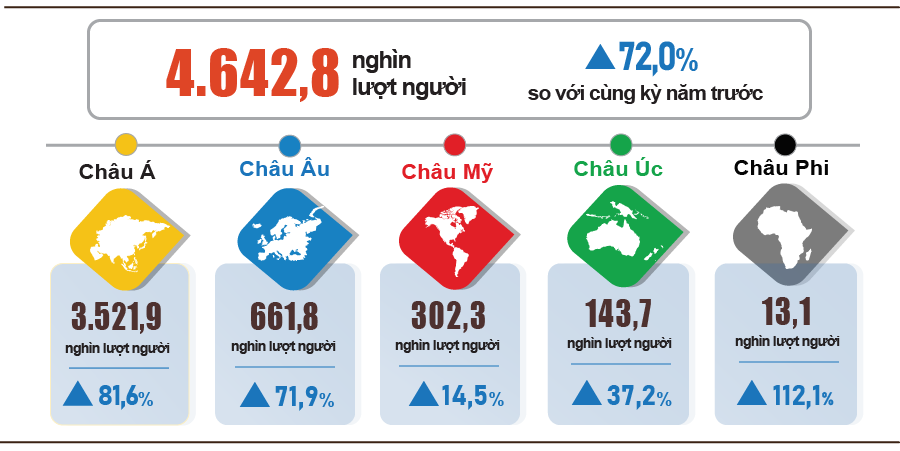 4.642,8 nghìn
lượt người
▲72,0%
so với cùng kỳ năm trước
Châu Á
Châu Âu
Châu Mỹ
Châu Úc
Châu Phi
3.521,9
nghìn lượt người
▲81,6%
661,8
nghìn lượt người
▲71,9%
302,3
nghìn lượt người
▲14,5%
143,7
nghìn lượt người
▲37,2%
13,1
nghìn lượt người
▲112,1%